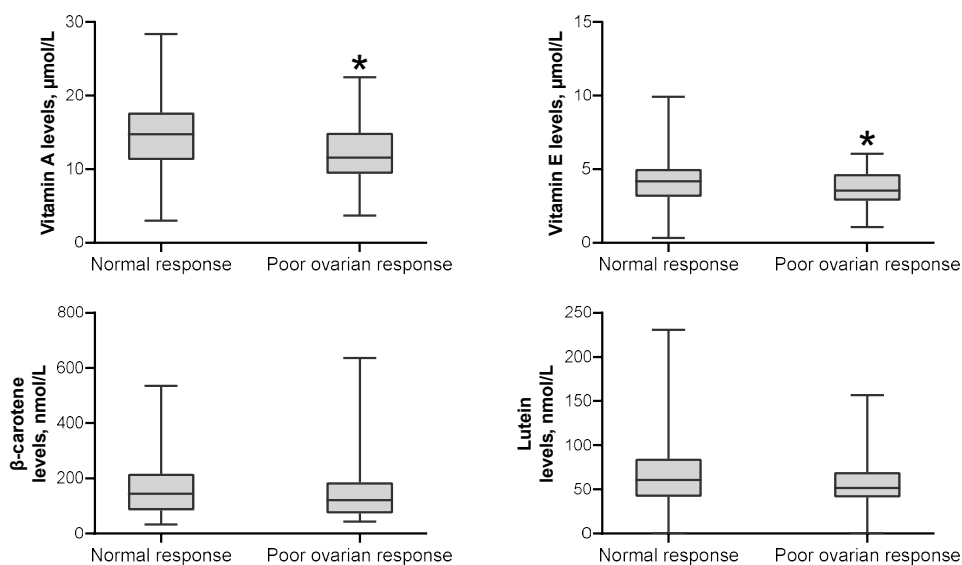 Vitamin A levels, µmol/L
30
20
10
0
*
Normal response
Poor ovarian response
Vitamin E levels, µmol/L
15
10
5
0
*
Normal response
Poor ovarian response
β-carotene
levels, nmol/L
800
600
400
200
0
Normal response
Poor ovarian response
Lutein
levels, nmol/L
250
200
150
100
50
0
Normal response
Poor ovarian response